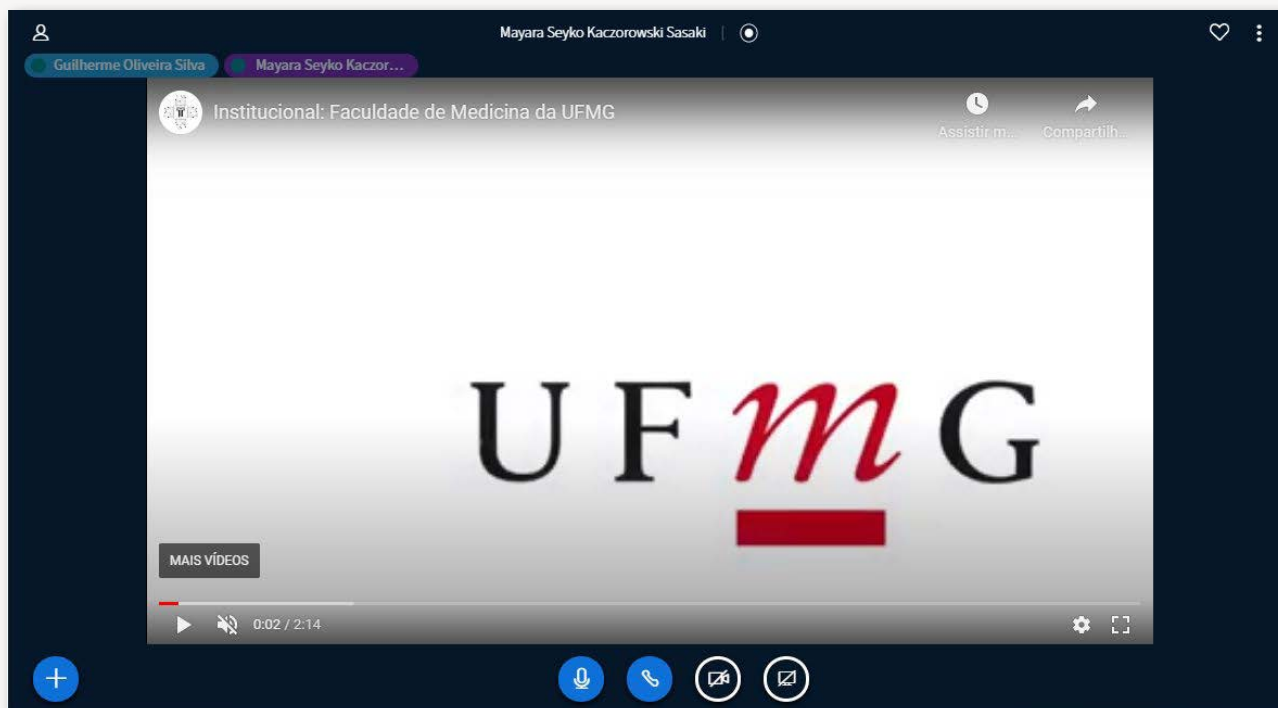 Mayara Seyko Kaczorowski Sasaki
Guilherme Oliveira Silva
Mayara Seyko Kaczor...
Institucional: Faculdade de Medicina da UFMG
Assistir m...
Compartilh...
UFmG
MAIS VÍDEOS
0:02 / 2:14